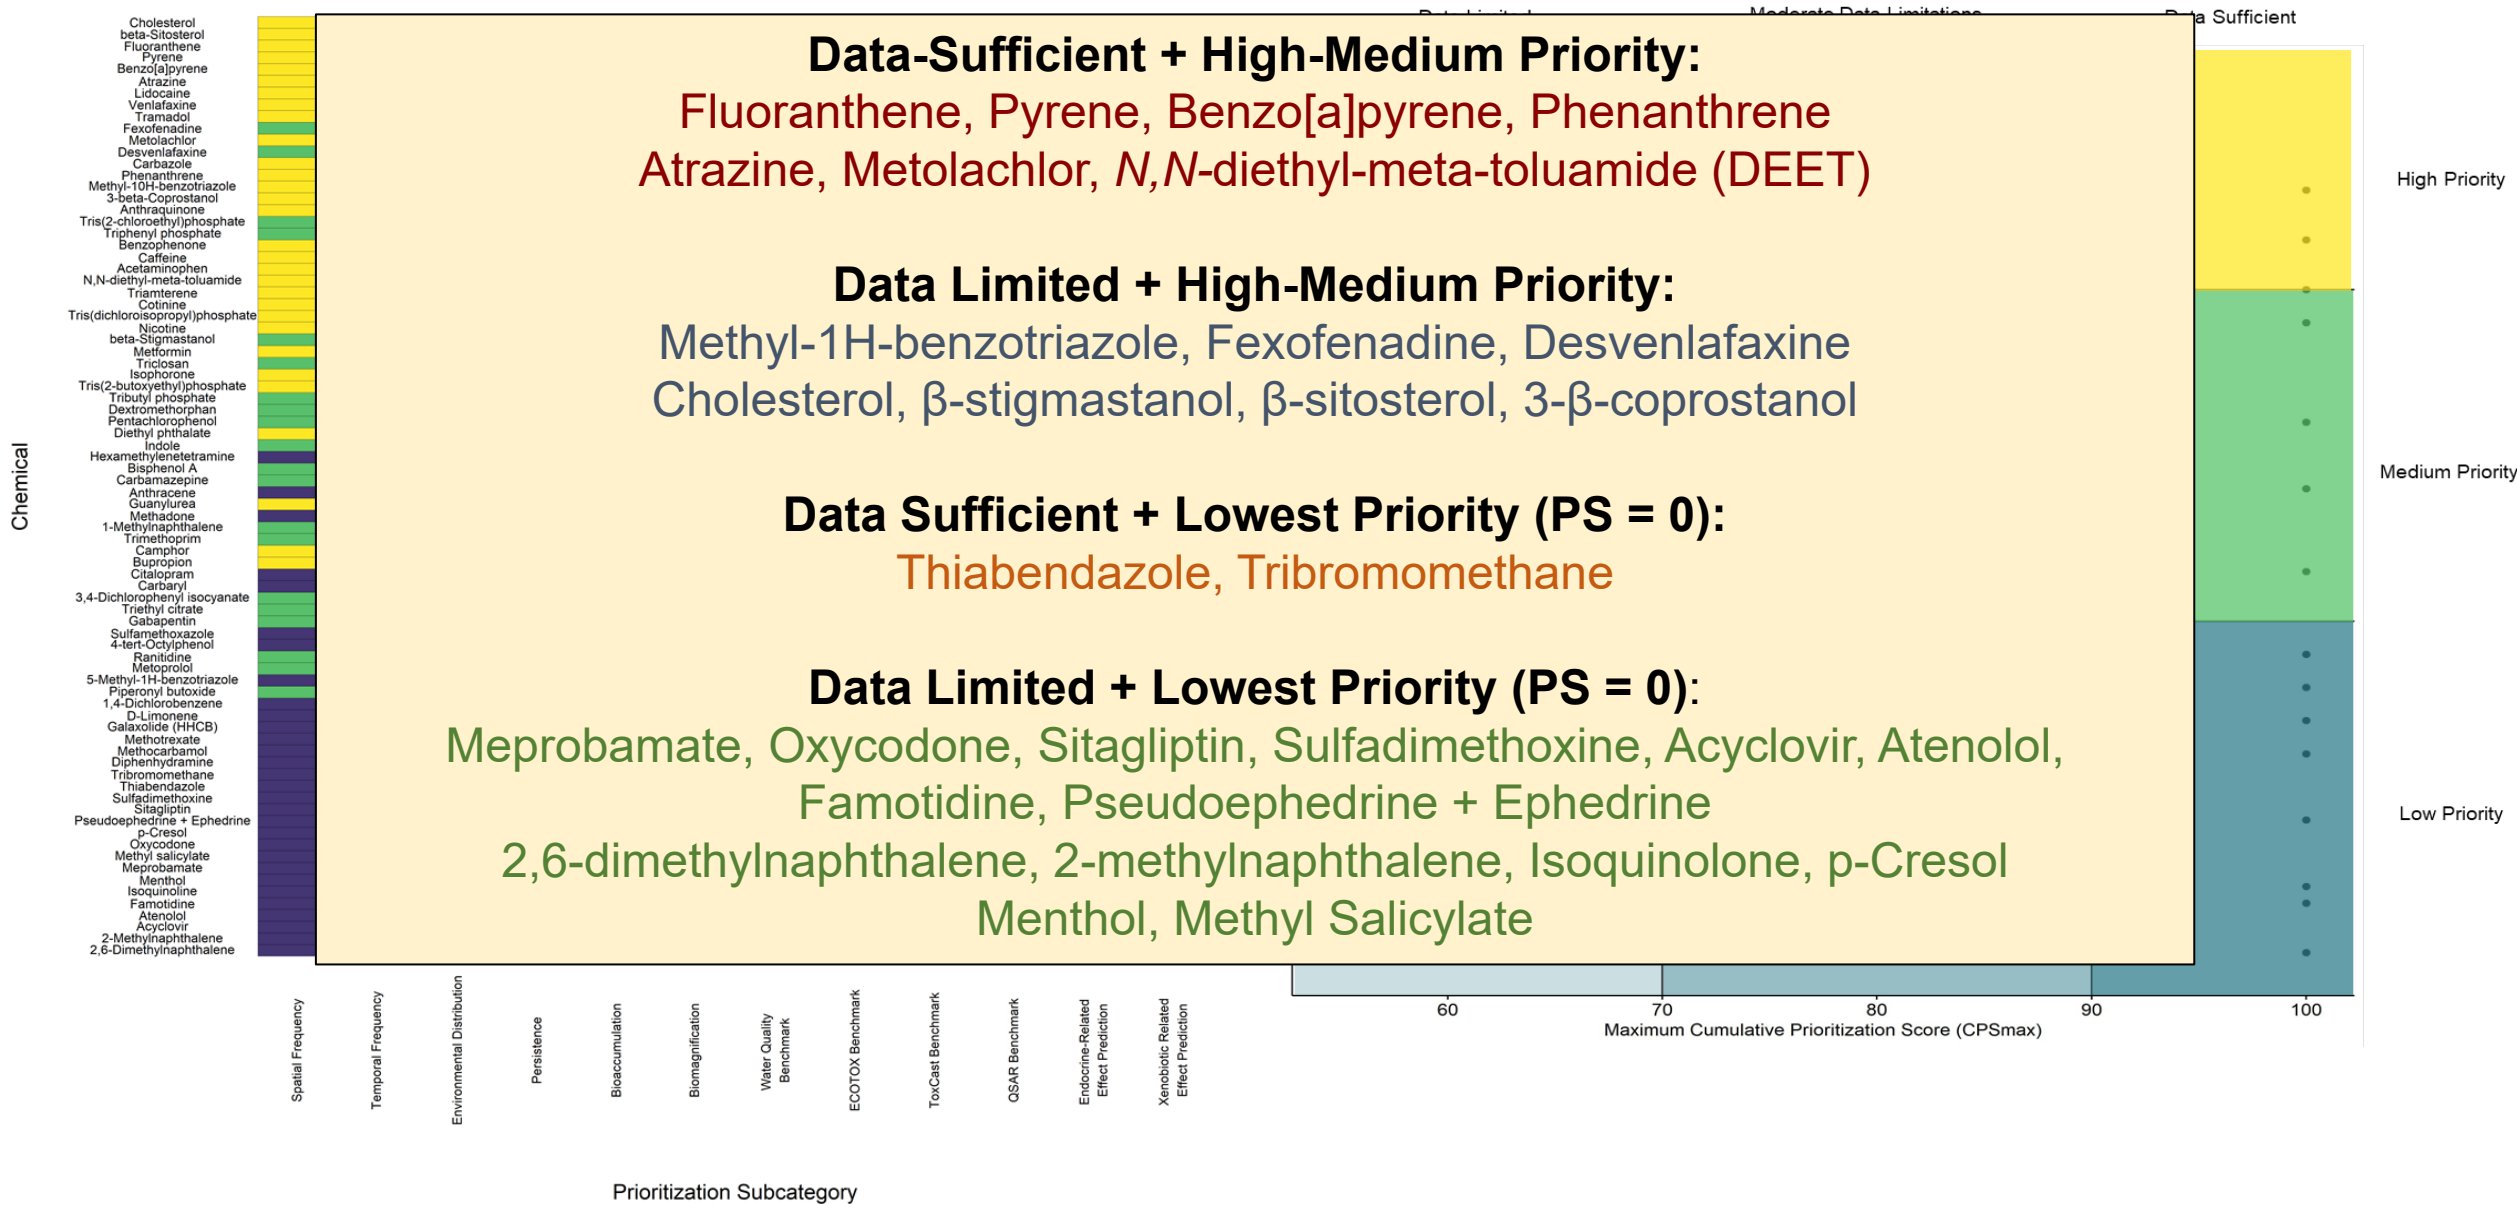 Data Sufficient
Data-Sufficient + High-Medium Priority:
Fluoranthene, Pyrene, Benzo[a]pyrene, Phenanthrene
Atrazine, Metolachlor, N,N-diethyl-meta-toluamide (DEET)
Data Limited + High-Medium Priority:
Methyl-1H-benzotriazole, Fexofenadine, Desvenlafaxine
Cholesterol, β-stigmastanol, β-sitosterol, 3-β-coprostanol
Data Sufficient + Lowest Priority (PS = 0):
Thiabendazole, Tribromomethane
Data Limited + Lowest Priority (PS = 0):
Meprobamate, Oxycodone, Sitagliptin, Sulfadimethoxine, Acyclovir, Atenolol,
Famotidine, Pseudoephedrine + Ephedrine
2,6-dimethylnaphthalene, 2-methylnaphthalene, Isoquinolone, p-Cresol
Menthol, Methyl Salicylate
Chemical
Cholesterol
beta-Sitosterol
Fluoranthene
Pyrene
Benzo[a]pyrene
Atrazine
Lidocaine
Venlafaxine
Tramadol
Fexofenadine
Metolachlor
Desvenlafaxine
Carbazole
Phenanthrene
Methyl-10H-benzotriazole
3-beta-Coprostanol
Anthraquinone
Tris(2-chloroethyl)phosphate
Triphenyl phosphate
Benzophenone
Caffeine
Acetaminophen
N,N-diethyl-meta-toluamide
Triamterene
Cotinine
Tris(dichloroisopropyl)phosphate
Nicotine
beta-Stigmastanol
Metformin
Triclosan
Isophorone
Tris(2-butoxyethyl)phosphate
Tributyl phosphate
Dextromethorphan
Pentachlorophenol
Diethyl phthalate
Indole
Hexamethylenetetramine
Bisphenol A
Carbamazepine
Anthracene
Guanylurea
Methadone
1-Methylnaphthalene
Trimethoprim
Camphor
Bupropion
Citalopram
Carbaryl
3,4-Dichlorophenyl isocyanate
Triethyl citrate
Gabapentin
Sulfamethoxazole
4-tert-Octylphenol
Ranitidine
Metoprolol
5-Methyl-1H-benzotriazole
Piperonyl butoxide
1,4-Dichlorobenzene
D-Limonene
Galaxolide (HHCB)
Methotrexate
Methocarbamol
Diphenhydramine
Tribromomethane
Thiabendazole
Sulfadimethoxine
Sitagliptin
Pseudoephedrine + Ephedrine
p-Cresol
Oxycodone
Methyl salicylate
Meprobamate
Menthol
Isoquinoline
Famotidine
Atenolol
Acyclovir
2-Methylnaphthalene
2,6-Dimethylnaphthalene
Spatial Frequency
Temporal Frequency
Environmental Distribution
Persistence
Bioaccumulation
Biomagnification
Water Quality
Benchmark
ECOTOX Benchmark
ToxCast Benchmark
QSAR Benchmark
Endocrine-Related
Effect Prediction
Xenobiotic Related
Effect Prediction
Prioritization Subcategory
High Priority
Medium Priority
Low Priority
60 70 80 90 100
Maximum Cumulative Prioritization Score (CPSmax)